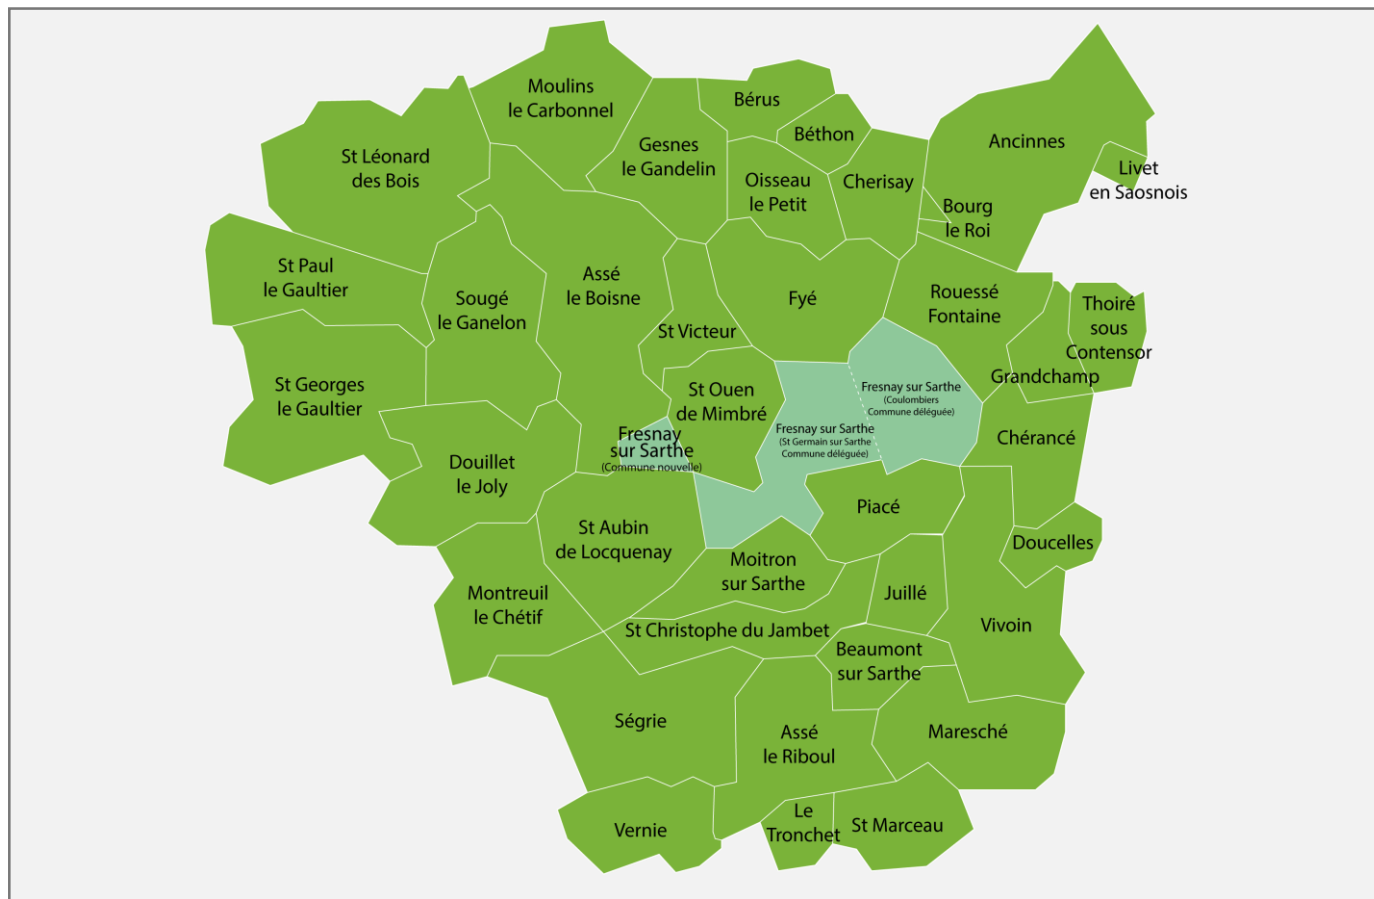 Moulins
le Carbonnel
Bérus
Béthon
Ancinnes
Gesnes
le Gandelin
St Léonard
des Bois
Livet
en Saosnois
Oisseau
le Petit
Cherisay
Bourg
le Roi
St Paul
le Gaultier
Assé
le Boisne
Sougé
le Ganelon
Fyé
Rouessé
Fontaine
Thoiré
sous
Contensor
St Victeur
Grandchamp
St Georges
le Gaultier
St Ouen
de Mimbré
Fresnay sur Sarthe
(Coulombiers
Commune déléguée)
Fresnay sur Sarthe
(St Germain sur Sarthe
Commune déléguée)
Fresnay
sur Sarthe
(Commune nouvelle)
Chérancé
Douillet
le Joly
Piacé
St Aubin
de Locquenay
Doucelles
Moitron
sur Sarthe
Montreuil
le Chétif
Juillé
Vivoin
St Christophe du Jambet
Beaumont
sur Sarthe
Ségrie
Assé
le Riboul
Maresché
Vernie
Le
Tronchet
St Marceau